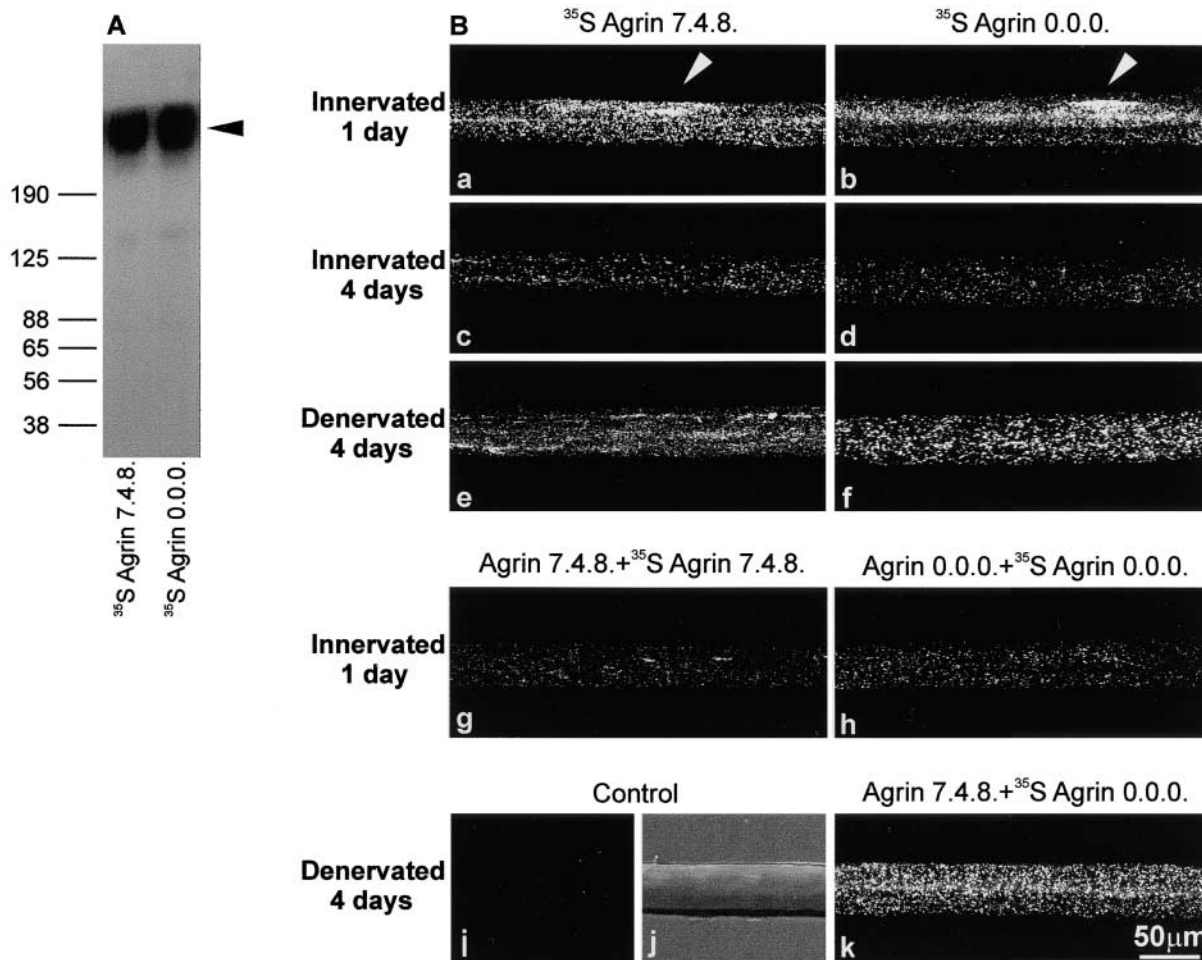 A
190
125
88
65
56
38
³⁵S Agrin 7.4.8.
³⁵S Agrin 0.0.0.
B
³⁵S Agrin 7.4.8.
³⁵S Agrin 0.0.0.
Innervated
1 day
a
b
Innervated
4 days
c
d
Denervated
4 days
e
f
Agrin 7.4.8.+³⁵S Agrin 7.4.8.
Agrin 0.0.0.+³⁵S Agrin 0.0.0.
Innervated
1 day
g
h
Control
Agrin 7.4.8.+³⁵S Agrin 0.0.0.
Denervated
4 days
i
j
k
50μm